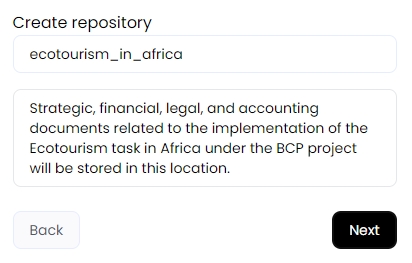 Create repository
ecotourism_in_africa
Strategic, financial, legal, and accounting
documents related to the implementation of the
Ecotourism task in Africa under the BCP project
will be stored in this location.
Back
Next